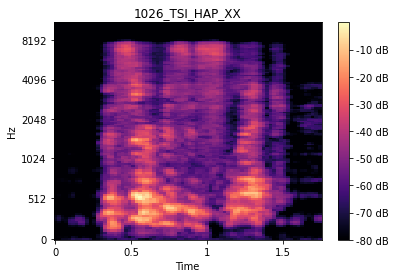 1026_TSI_HAP_XX
8192
4096
2048
1024
512
0
Hz
0
0.5
1
1.5
Time
-10 dB
-20 dB
-30 dB
-40 dB
-50 dB
-60 dB
-70 dB
-80 dB